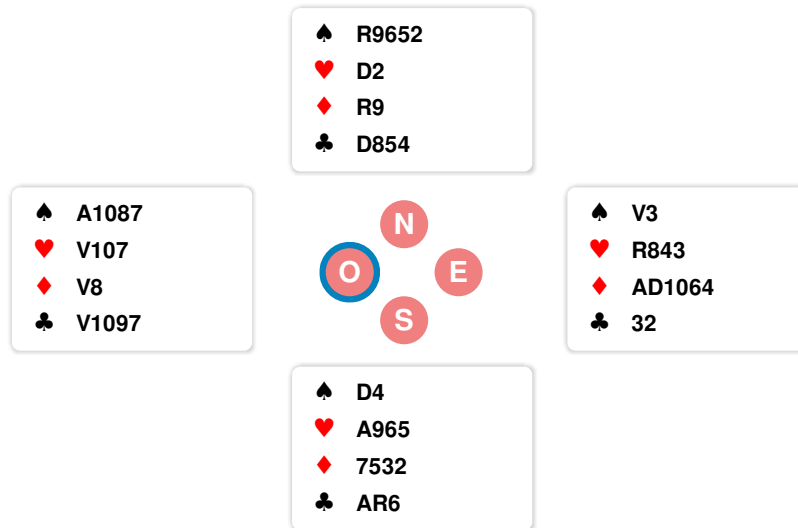 ♠ R9652
♥ D2
♦ R9
♣ D854
♠ A1087
♥ V107
♦ V8
♣ V1097
N
O E
S
♠ V3
♥ R843
♦ AD1064
♣ 32
♠ D4
♥ A965
♦ 7532
♣ AR6